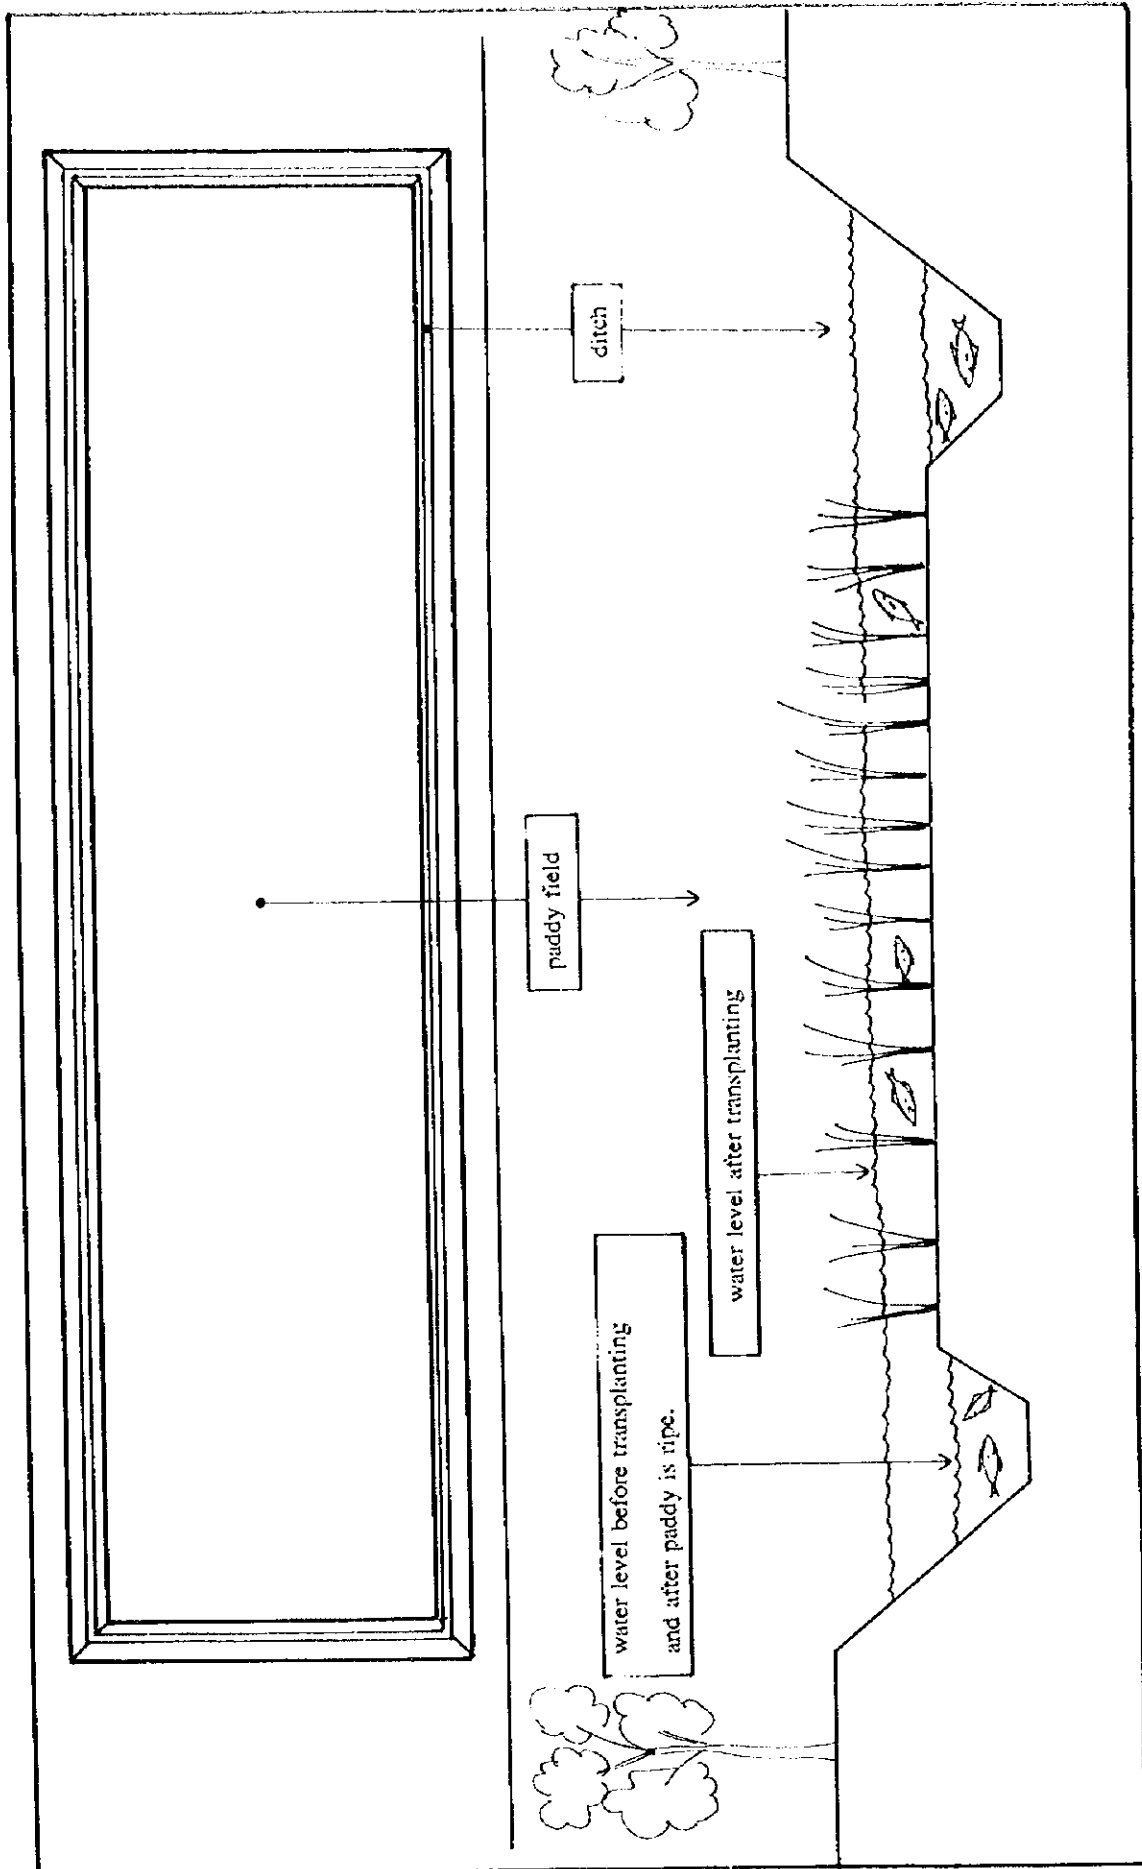 ditch
paddy field
water level after transplanting
water level before transplanting
and after paddy is ripe.